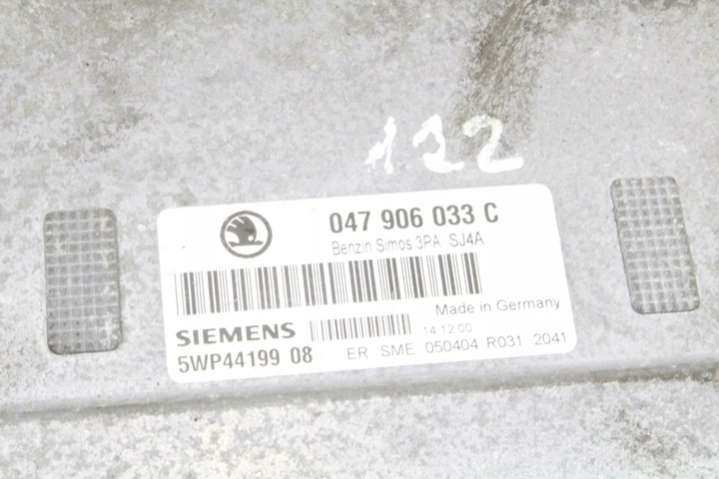 122
047 906 033 C
Benzin Simos 3PA SJ4A
Made in Germany
SIEMENS
14.12.00
5WP44199 08
ER SME 050404 R031 2041